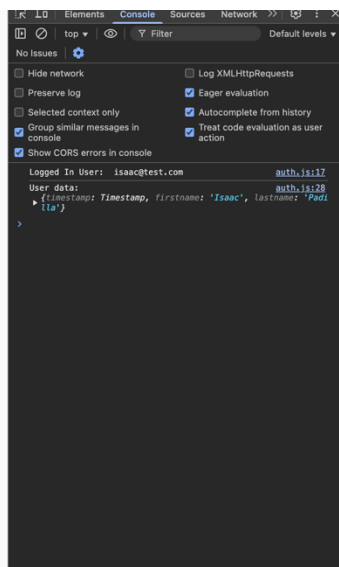 Elements Console Sources Network
top Filter Default levels
No Issues
Hide network
Log XMLHttpRequests
Preserve log
Eager evaluation
Selected context only
Autocomplete from history
Group similar messages in
console
Treat code evaluation as user
action
Show CORS errors in console
Logged In User: isaac@test.com auth.js:17
User data: auth.js:28
{timestamp: Timestamp, firstname: 'Isaac', lastname: 'Padi
lla'}